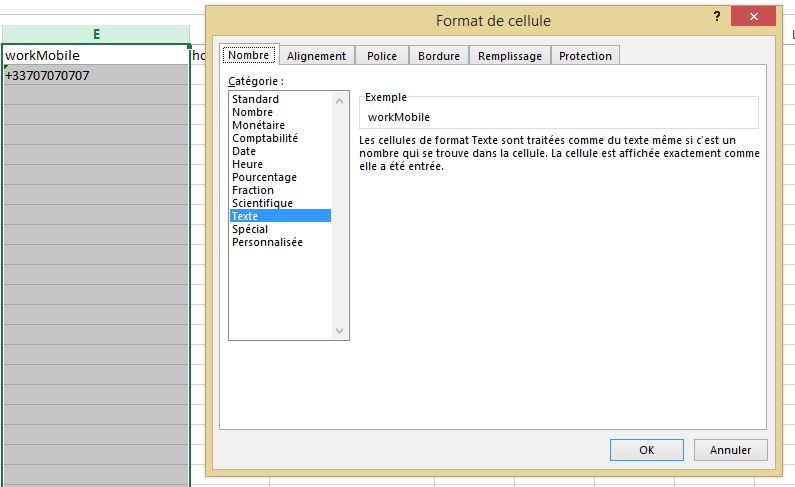 E
workMobile
+33707070707
Format de cellule
?
Nombre
Alignement
Police
Bordure
Remplissage
Protection
Catégorie :
Standard
Nombre
Monétaire
Comptabilité
Date
Heure
Pourcentage
Fraction
Scientifique
Texte
Spécial
Personnalisée
Exemple
workMobile
Les cellules de format Texte sont traitées comme du texte même si c'est un
nombre qui se trouve dans la cellule. La cellule est affichée exactement comme
elle a été entrée.
OK
Annuler